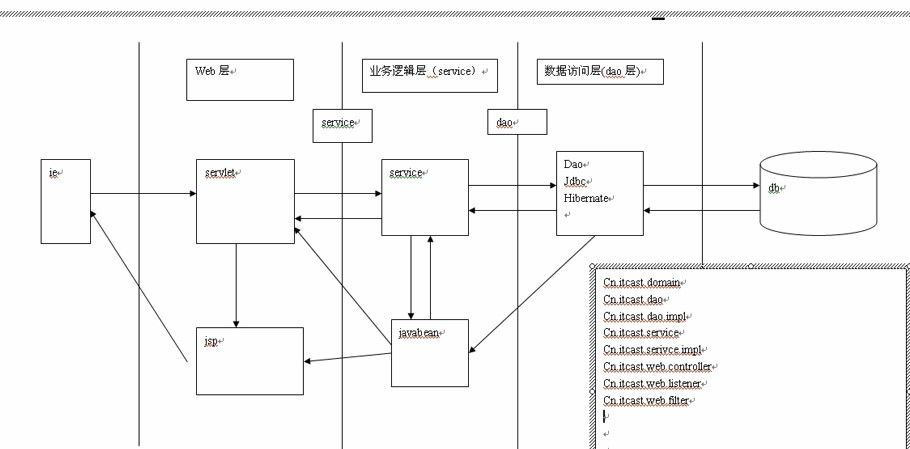 Web 层
业务逻辑层（service）
数据访问层(dao 层)
service
dao
ie
servlet
service
Dao
Jdbc
Hibernate
db
jsp
javabean
Cn.itcast.domain
Cn.itcast.dao
Cn.itcast.dao.impl
Cn.itcast.service
Cn.itcast.serivce.impl
Cn.itcast.web.controller
Cn.itcast.web.listener
Cn.itcast.web.filter